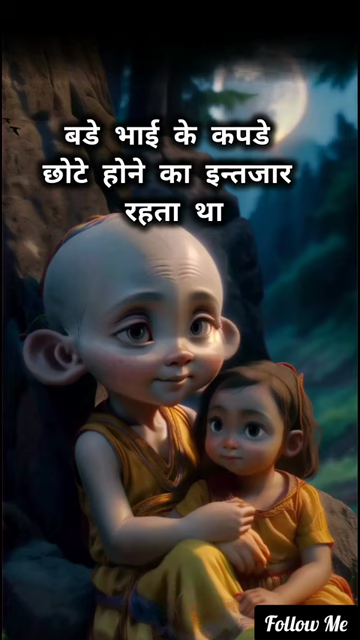 बडे भाई के कपडे
छोटे होने का इन्तजार
रहता था
Follow Me